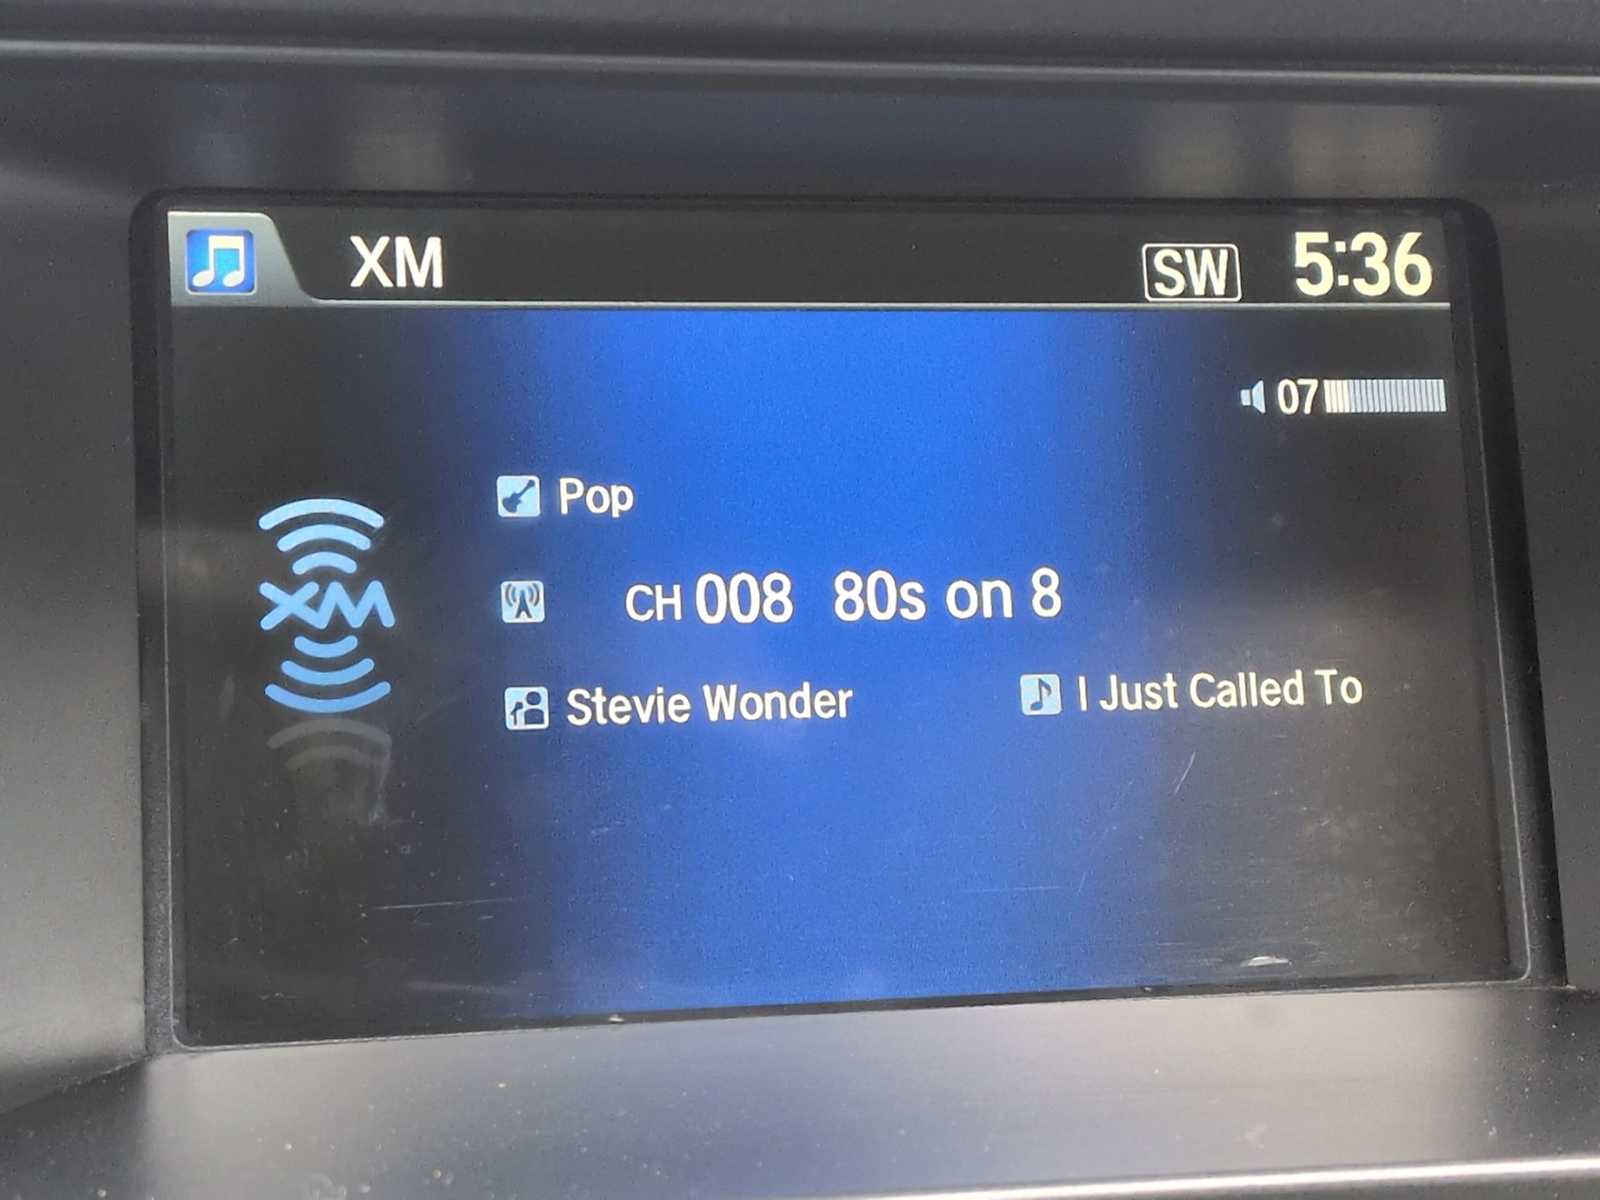 XM SW 5:36
07
Pop
XM
CH 008 80s on 8
Stevie Wonder I Just Called To